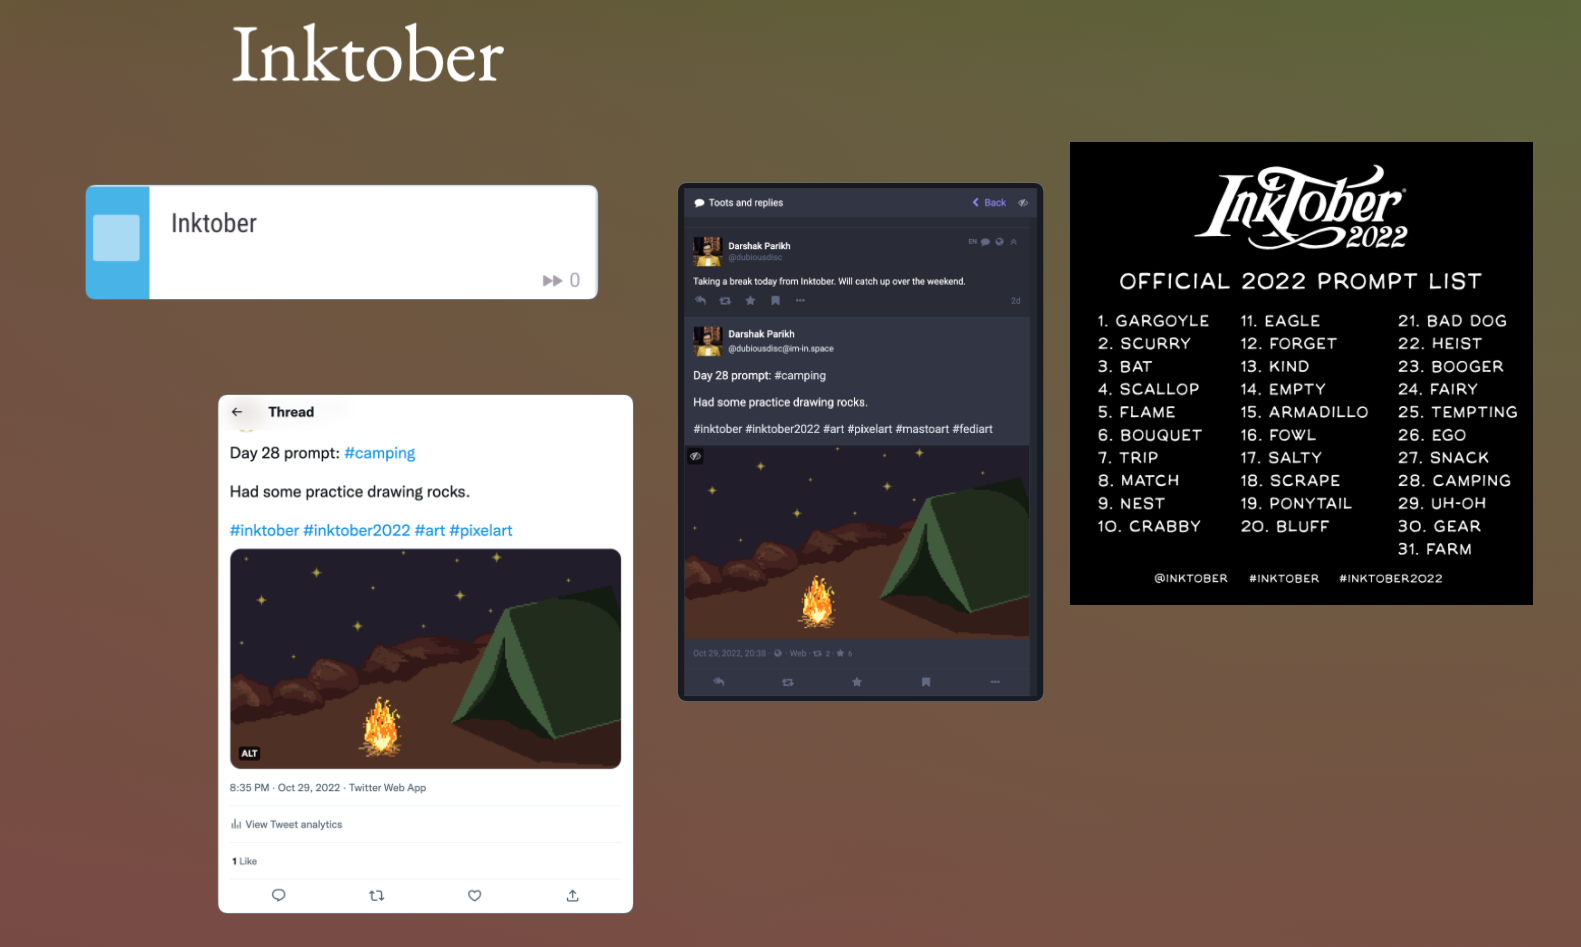 Inktober
Inktober
0
Thread
Day 28 prompt: #camping
Had some practice drawing rocks.
#inktober #inktober2022 #art #pixelart
ALT
8:35 PM · Oct 29, 2022 · Twitter Web App
View Tweet analytics
1 Like
Toots and replies
Back
Darshak Parikh
EN
@dubiousdisc
Taking a break today from Inktober. Will catch up over the weekend.
2d
Darshak Parikh
@dubiousdisc@im-in.space
Day 28 prompt: #camping
Had some practice drawing rocks.
#inktober #inktober2022 #art #pixelart #mastoart #fediart
Oct 29, 2022, 20:38 · Web · 2 · 6
INKTOBER
2022
OFFICIAL 2022 PROMPT LIST
1. GARGOYLE
2. SCURRY
3. BAT
4. SCALLOP
5. FLAME
6. BOUQUET
7. TRIP
8. MATCH
9. NEST
10. CRABBY
11. EAGLE
12. FORGET
13. KIND
14. EMPTY
15. ARMADILLO
16. FOWL
17. SALTY
18. SCRAPE
19. PONYTAIL
20. BLUFF
21. BAD DOG
22. HEIST
23. BOOGER
24. FAIRY
25. TEMPTING
26. EGO
27. SNACK
28. CAMPING
29. UH-OH
30. GEAR
31. FARM
@INKTOBER #INKTOBER #INKTOBER2022